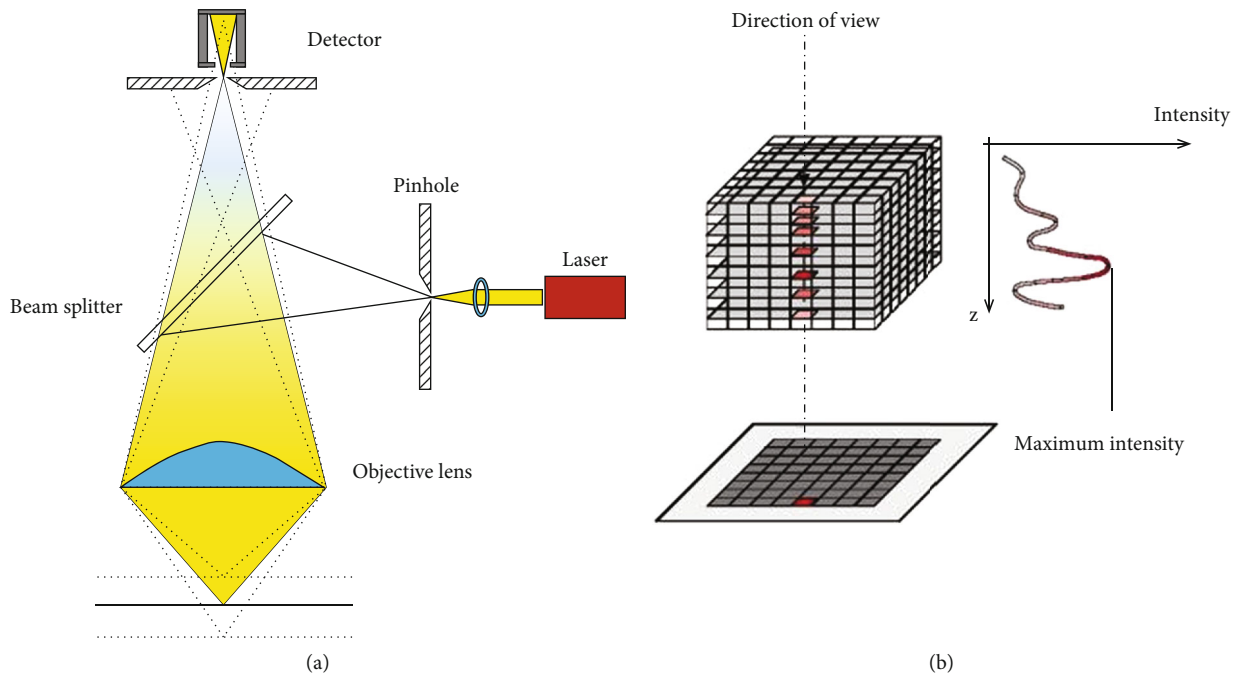 Detector
Pinhole
Laser
Beam splitter
Objective lens
(a)
Direction of view
Intensity
z
Maximum intensity
(b)